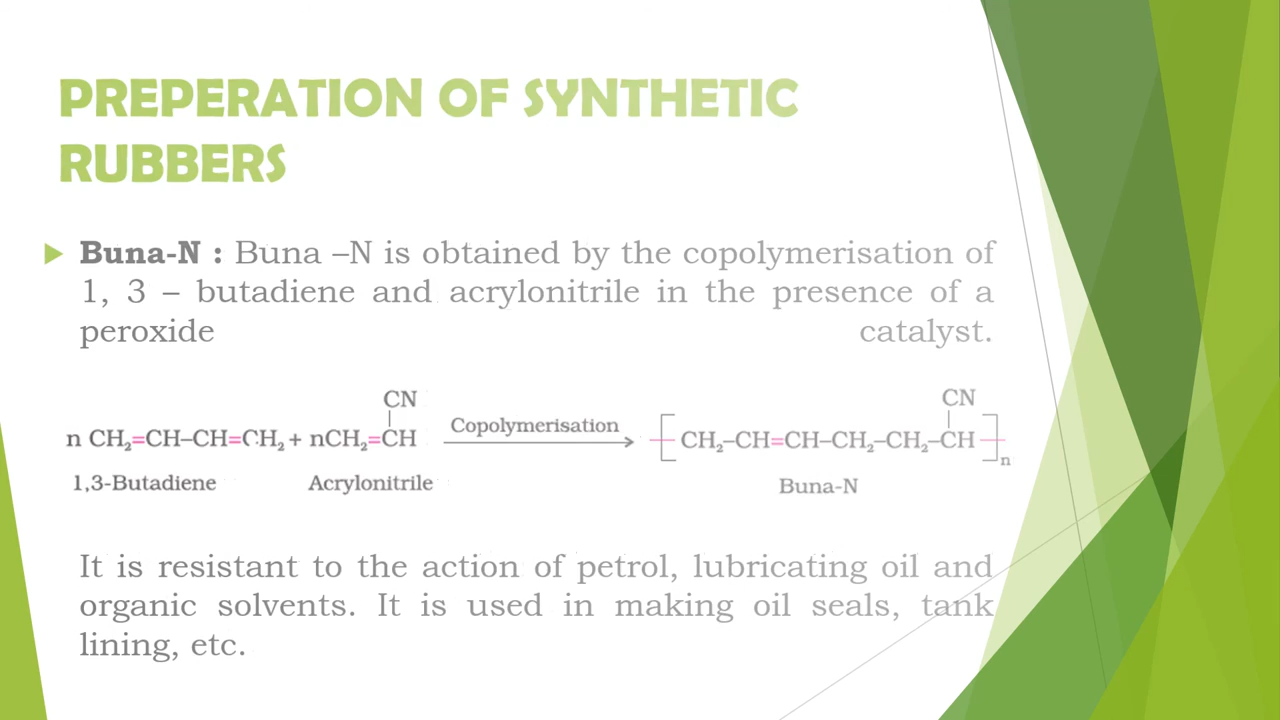 PREPERATION OF SYNTHETIC
RUBBERS
Buna-N : Buna –N is obtained by the copolymerisation of
1, 3 – butadiene and acrylonitrile in the presence of a
peroxide catalyst.
CN
CN
n CH₂=CH–CH=CH₂ + nCH₂=CH
Copolymerisation
[CH₂–CH=CH–CH₂–CH₂–CH]n
1,3-Butadiene
Acrylonitrile
Buna-N
It is resistant to the action of petrol, lubricating oil and
organic solvents. It is used in making oil seals, tank
lining, etc.